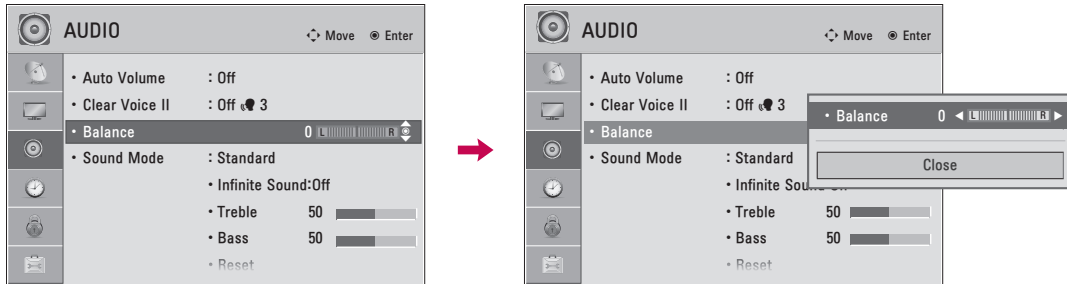 AUDIO Move Enter
• Auto Volume : Off
• Clear Voice II : Off 3
• Balance 0 L R
• Sound Mode : Standard
• Infinite Sound:Off
• Treble 50
• Bass 50
• Reset
AUDIO Move Enter
• Auto Volume : Off
• Clear Voice II : Off 3
• Balance
• Sound Mode : Standard
• Infinite Sou
• Treble 50
• Bass 50
• Reset
• Balance 0 ◄ L R ►
Close